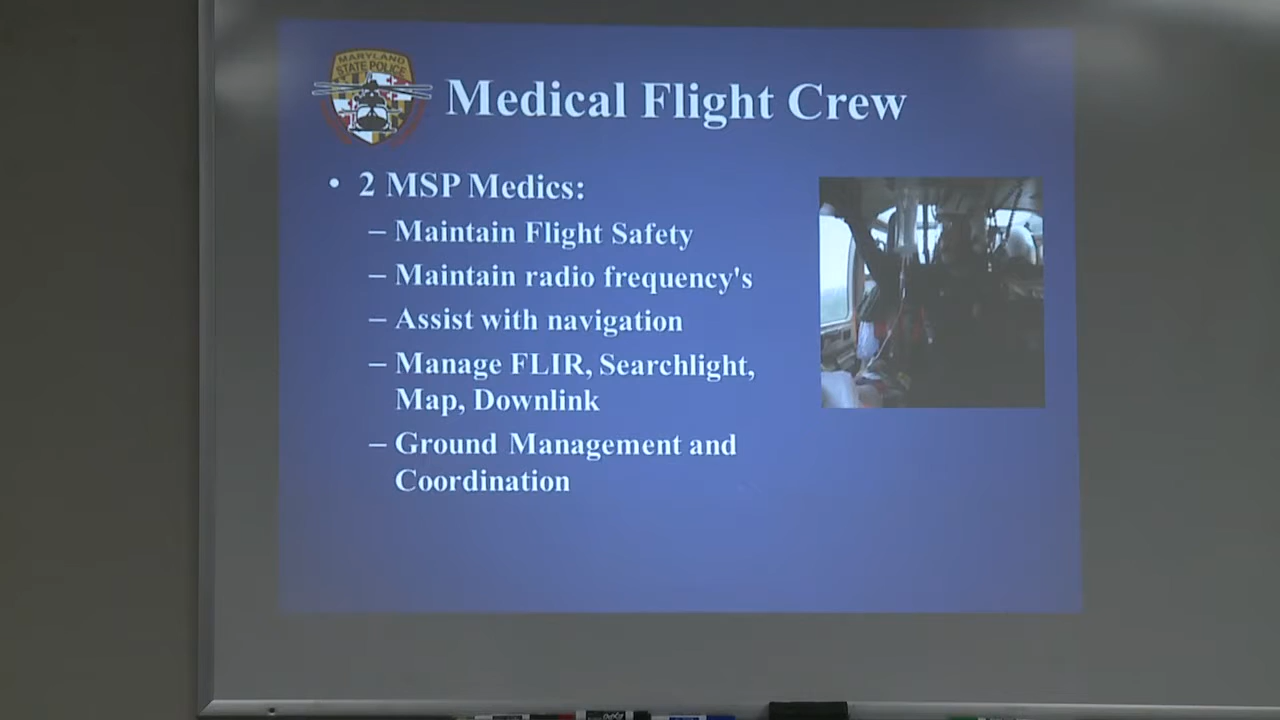 MARYLAND
STATE POLICE
Medical Flight Crew
• 2 MSP Medics:
– Maintain Flight Safety
– Maintain radio frequency's
– Assist with navigation
– Manage FLIR, Searchlight,
Map, Downlink
– Ground Management and
Coordination